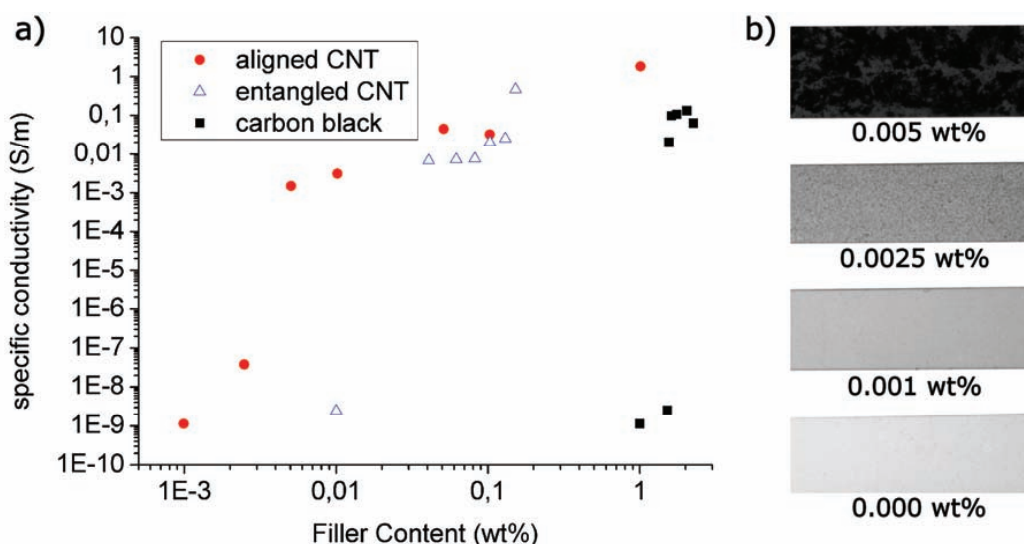 a)
10
1
0,1
0,01
1E-3
1E-4
1E-5
1E-6
1E-7
1E-8
1E-9
1E-10
specific conductivity (S/m)
aligned CNT
entangled CNT
carbon black
1E-3 0,01 0,1 1
Filler Content (wt%)
b)
0.005 wt%
0.0025 wt%
0.001 wt%
0.000 wt%